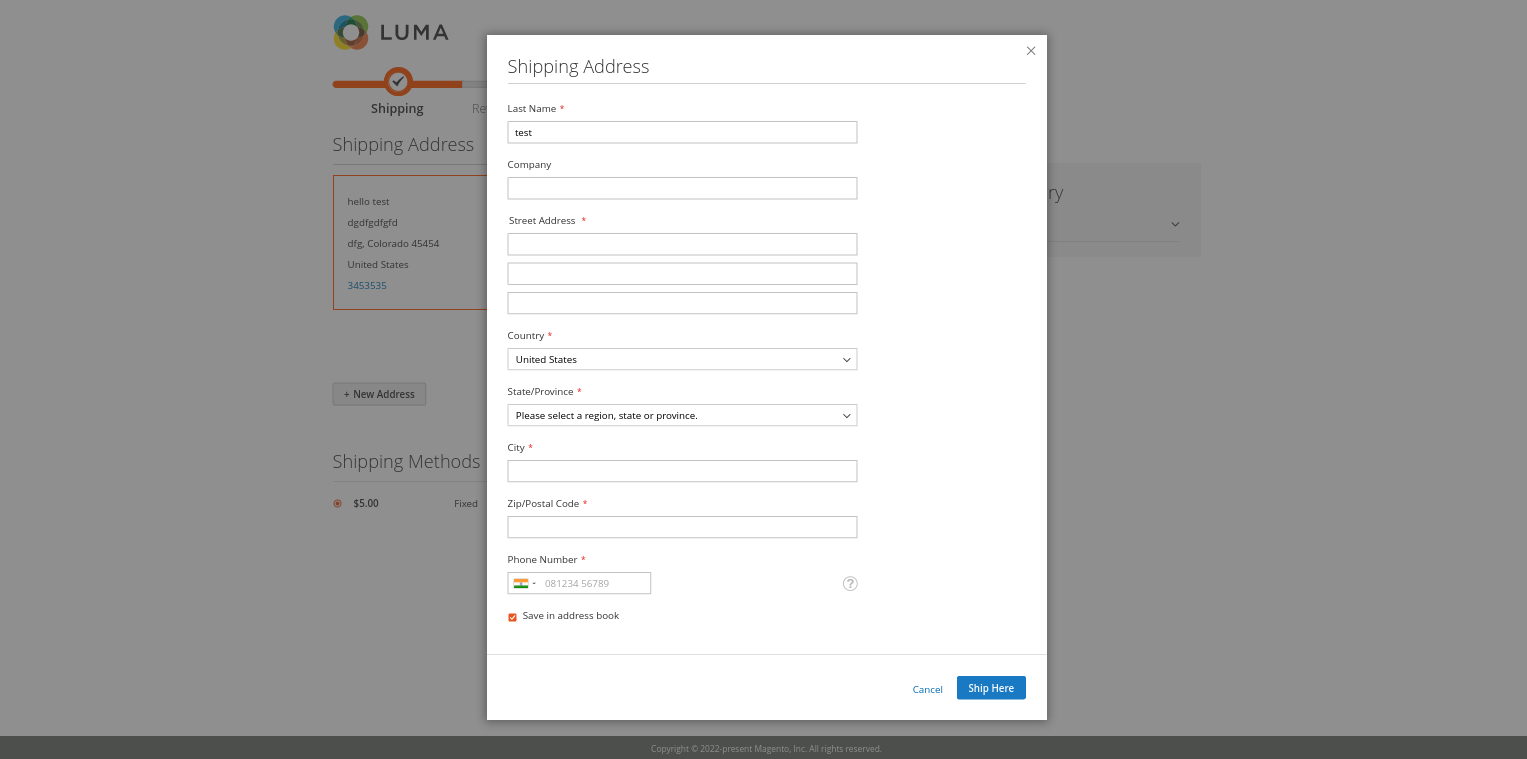 LUMA
Shipping
Re
Shipping Address
hello test
dgdfgdfgfd
dfg, Colorado 45454
United States
3453535
+ New Address
Shipping Methods
$5.00 Fixed
ry
×
Shipping Address
Last Name *
test
Company
Street Address *
Country *
United States
State/Province *
Please select a region, state or province.
City *
Zip/Postal Code *
Phone Number *
081234 56789
?
Save in address book
Cancel
Ship Here
Copyright © 2022-present Magento, Inc. All rights reserved.